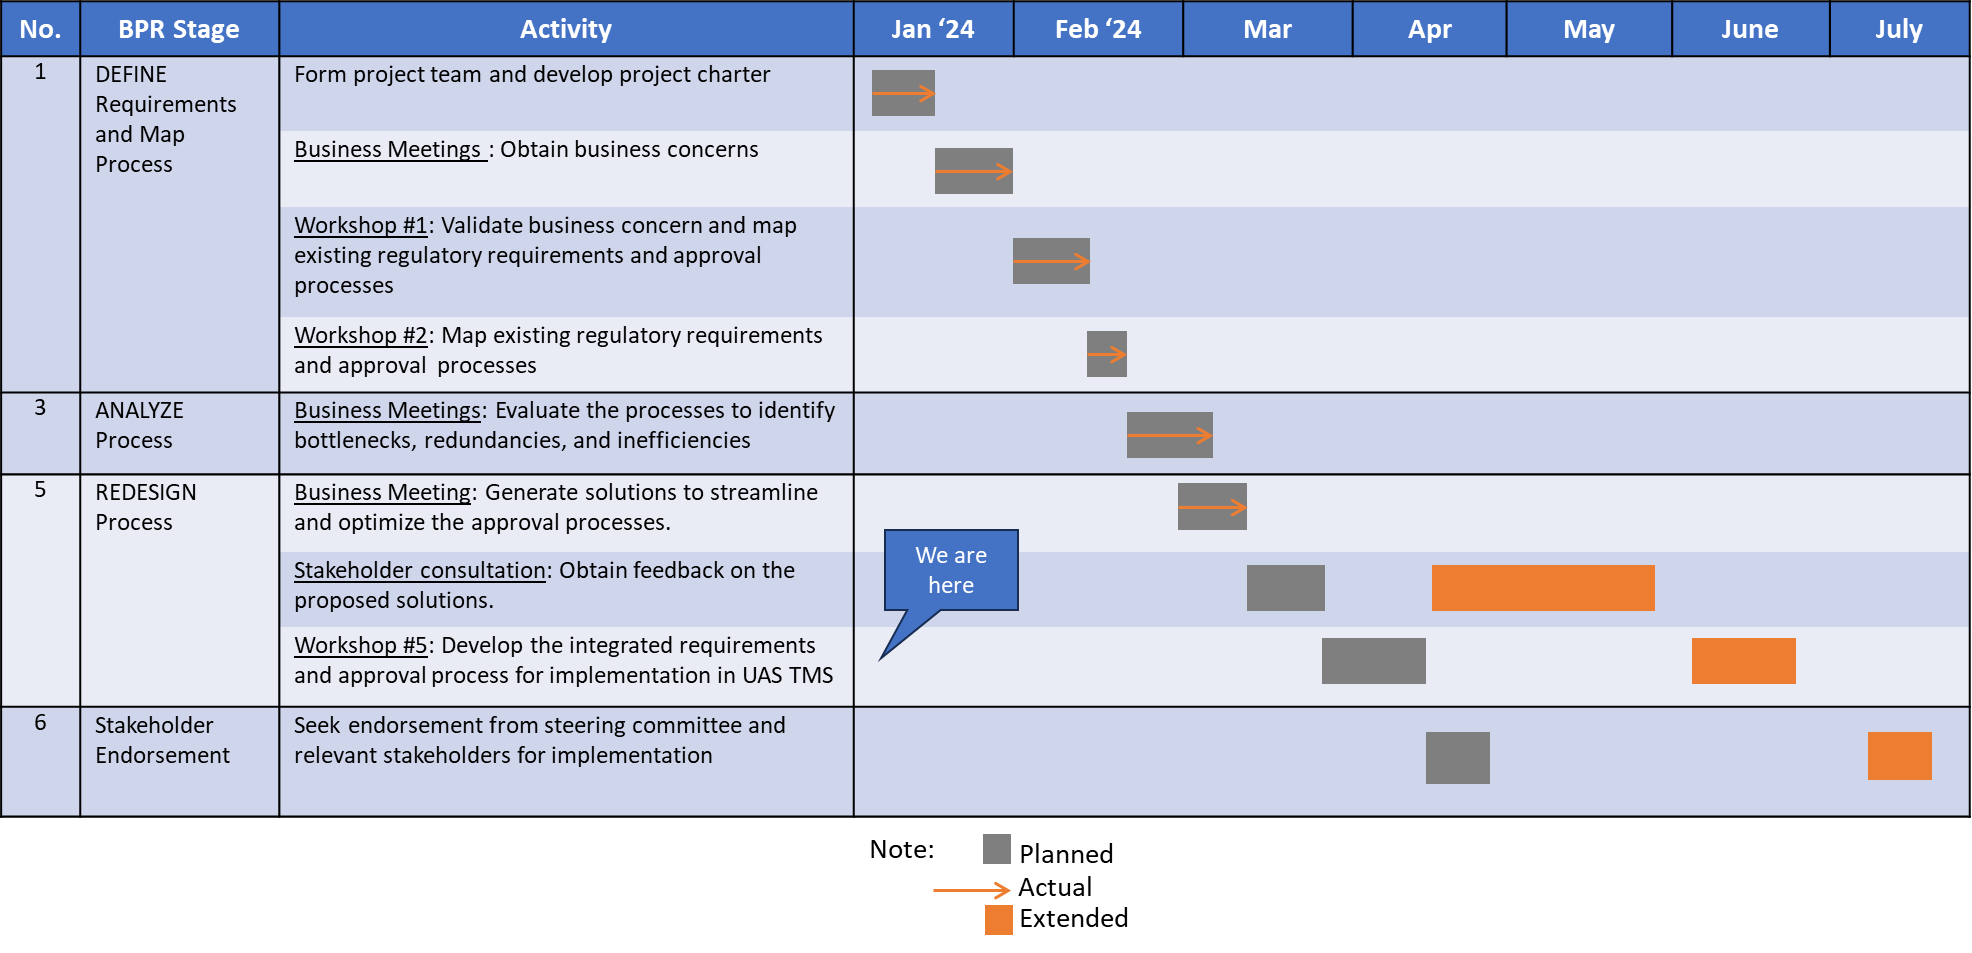 No.
BPR Stage
Activity
Jan ‘24
Feb ‘24
Mar
Apr
May
June
July
1
DEFINE
Requirements
and Map
Process
Form project team and develop project charter
Business Meetings : Obtain business concerns
Workshop #1: Validate business concern and map
existing regulatory requirements and approval
processes
Workshop #2: Map existing regulatory requirements
and approval  processes
3
ANALYZE
Process
Business Meetings: Evaluate the processes to identify
bottlenecks, redundancies, and inefficiencies
5
REDESIGN
Process
Business Meeting: Generate solutions to streamline
and optimize the approval processes.
We are
here
Stakeholder consultation: Obtain feedback on the
proposed solutions.
Workshop #5: Develop the integrated requirements
and approval process for implementation in UAS TMS
6
Stakeholder
Endorsement
Seek endorsement from steering committee and
relevant stakeholders for implementation
Note:
Planned
Actual
Extended